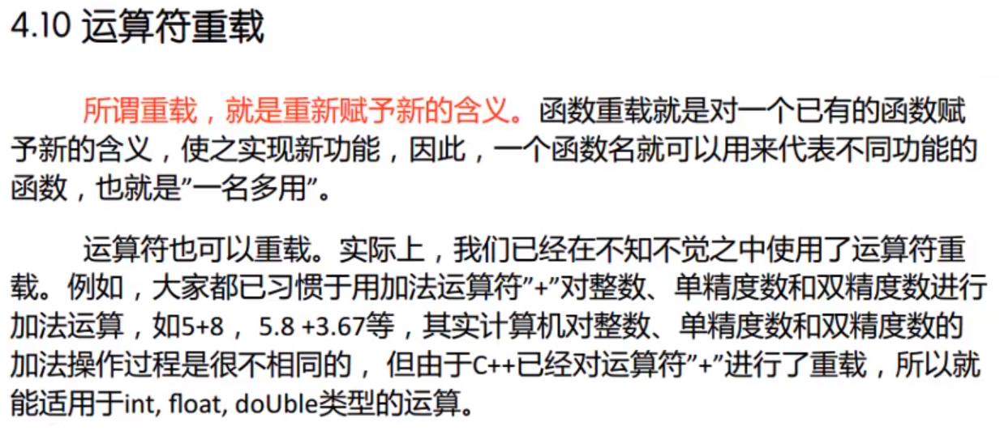 4.10 运算符重载
所谓重载，就是重新赋予新的含义。函数重载就是对一个已有的函数赋
予新的含义，使之实现新功能，因此，一个函数名就可以用来代表不同功能的
函数，也就是”一名多用”。
运算符也可以重载。实际上，我们已经在不知不觉之中使用了运算符重
载。例如，大家都已习惯于用加法运算符”+”对整数、单精度数和双精度数进行
加法运算，如5+8， 5.8 +3.67等，其实计算机对整数、单精度数和双精度数的
加法操作过程是很不相同的， 但由于C++已经对运算符”+”进行了重载，所以就
能适用于int, float, doUble类型的运算。